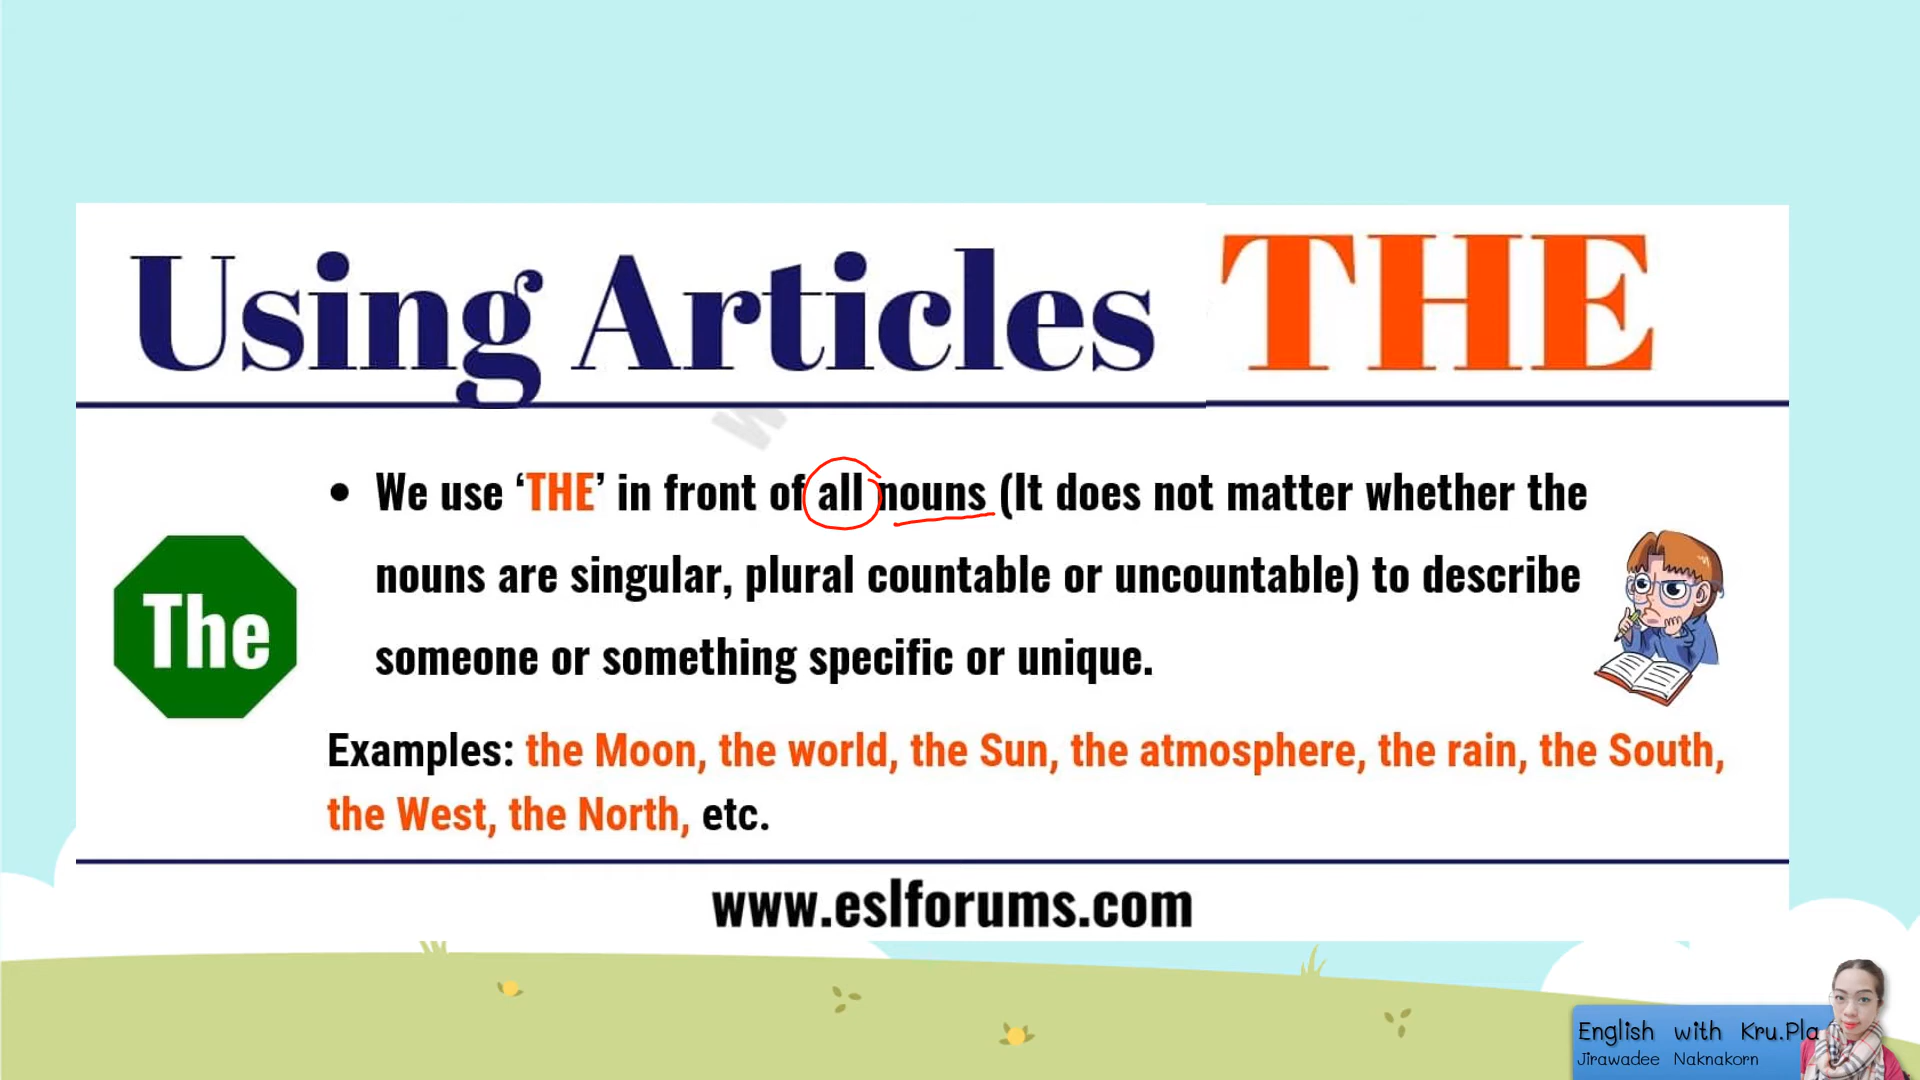 Using Articles THE
• We use ‘THE’ in front of all nouns (It does not matter whether the
nouns are singular, plural countable or uncountable) to describe
someone or something specific or unique.
The
Examples: the Moon, the world, the Sun, the atmosphere, the rain, the South,
the West, the North, etc.
www.eslforums.com
English with Kru.Pla
Jirawadee Naknakorn